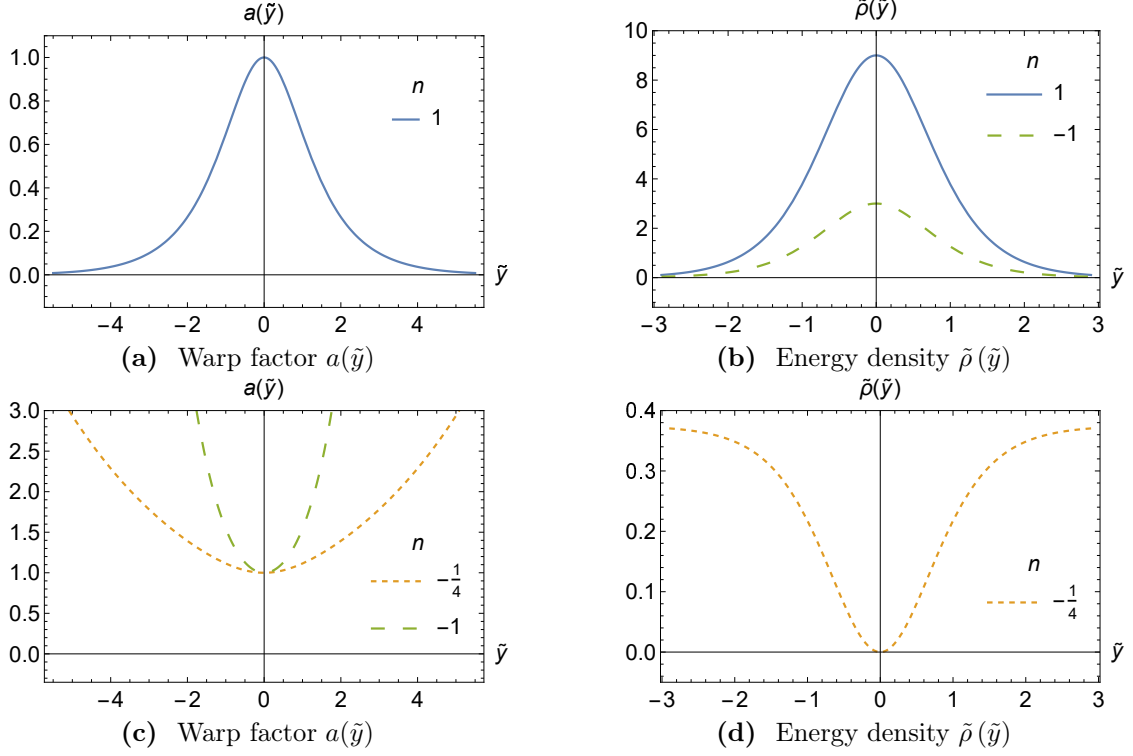 a(ỹ)
1.0
0.8
0.6
0.4
0.2
0.0
n
1
ỹ
−4 −2 0 2 4
(a) Warp factor a(ỹ)
ρ̃(ỹ)
10
8
6
4
2
0
n
1
−1
ỹ
−3 −2 −1 0 1 2 3
(b) Energy density ρ̃(ỹ)
a(ỹ)
3.0
2.5
2.0
1.5
1.0
0.5
0.0
n
−1/4
−1
ỹ
−4 −2 0 2 4
(c) Warp factor a(ỹ)
ρ̃(ỹ)
0.4
0.3
0.2
0.1
0.0
n
−1/4
ỹ
−3 −2 −1 0 1 2 3
(d) Energy density ρ̃(ỹ)